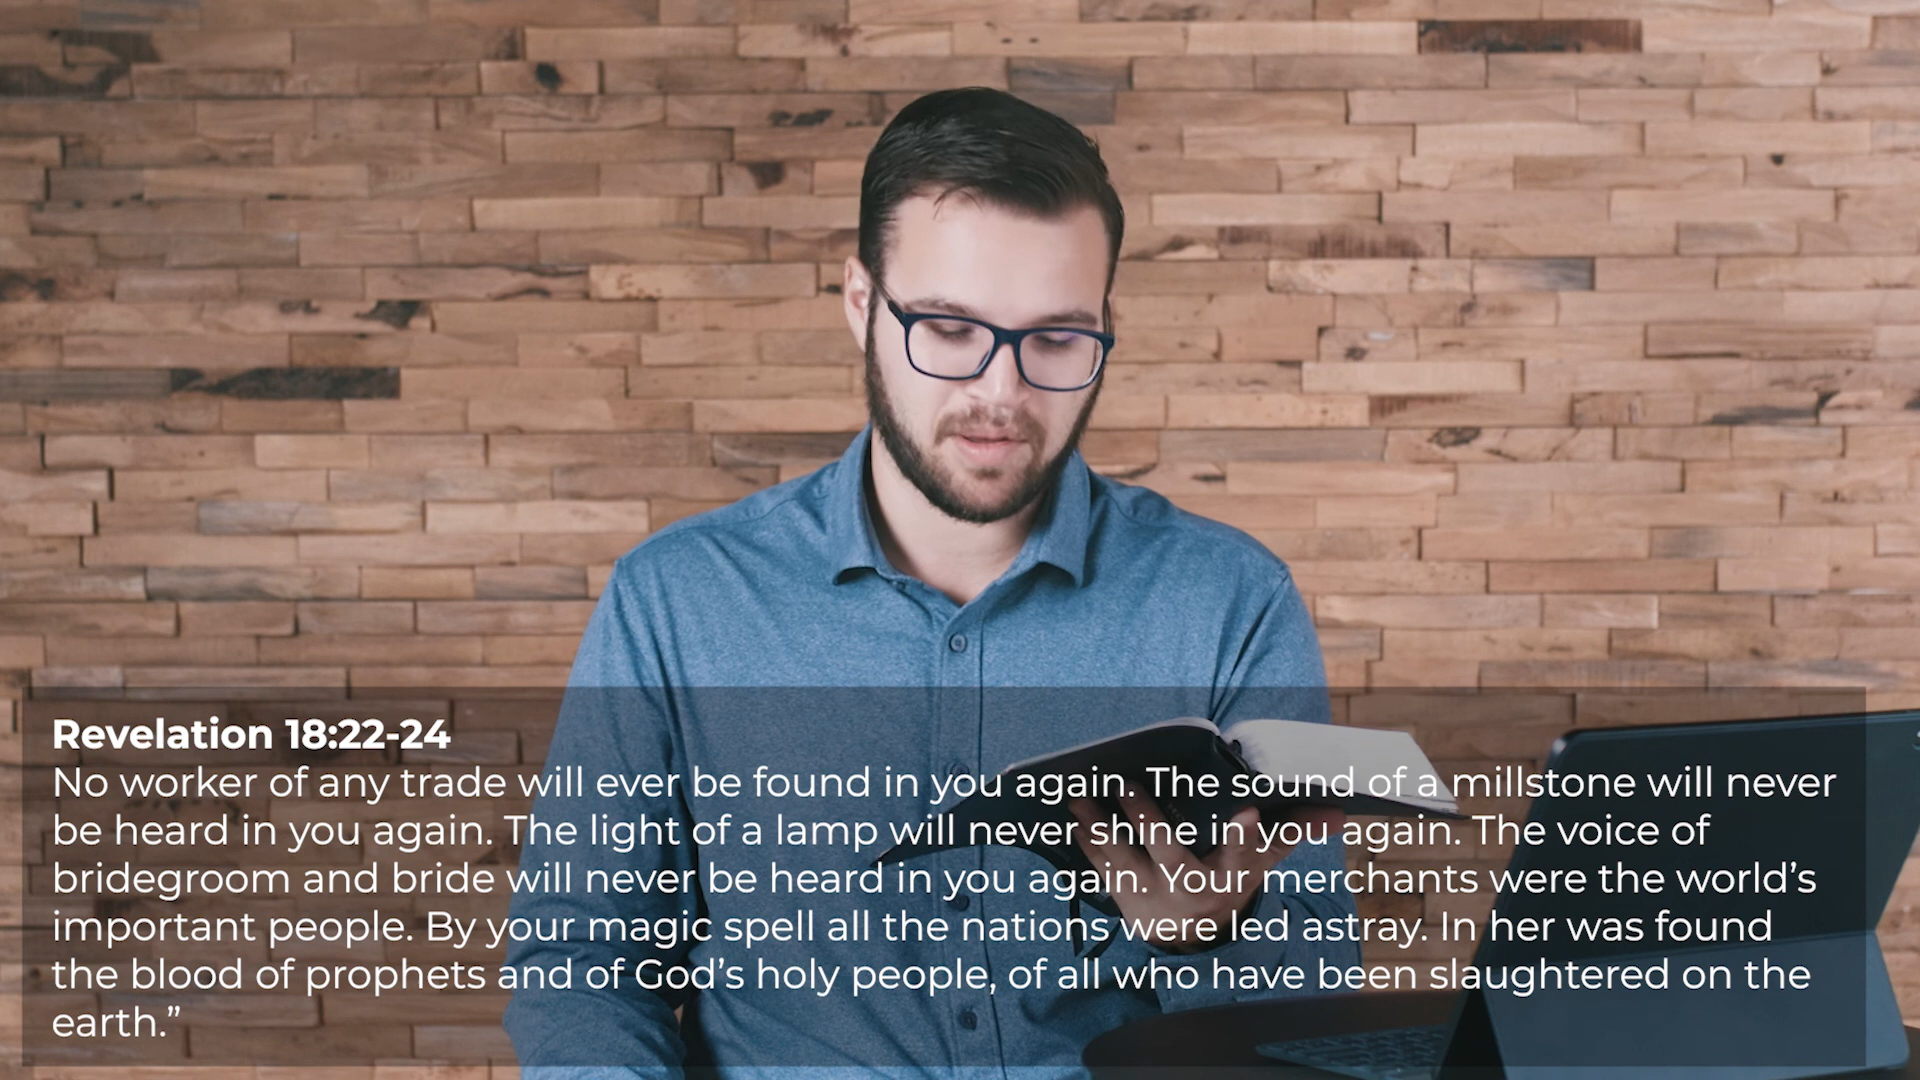 Revelation 18:22-24
No worker of any trade will ever be found in you again. The sound of a millstone will never
be heard in you again. The light of a lamp will never shine in you again. The voice of
bridegroom and bride will never be heard in you again. Your merchants were the world’s
important people. By your magic spell all the nations were led astray. In her was found
the blood of prophets and of God’s holy people, of all who have been slaughtered on the
earth.”